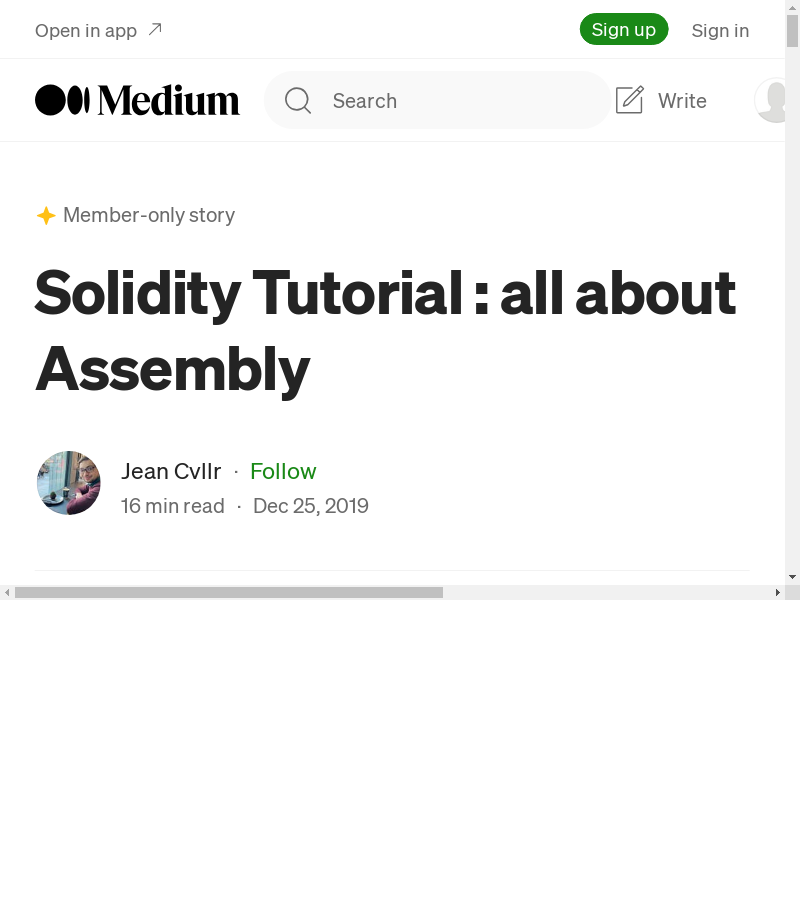 Open in app
Sign up
Sign in
Medium
Search
Write
Member-only story
Solidity Tutorial : all about
Assembly
Jean Cvllr · Follow
16 min read · Dec 25, 2019